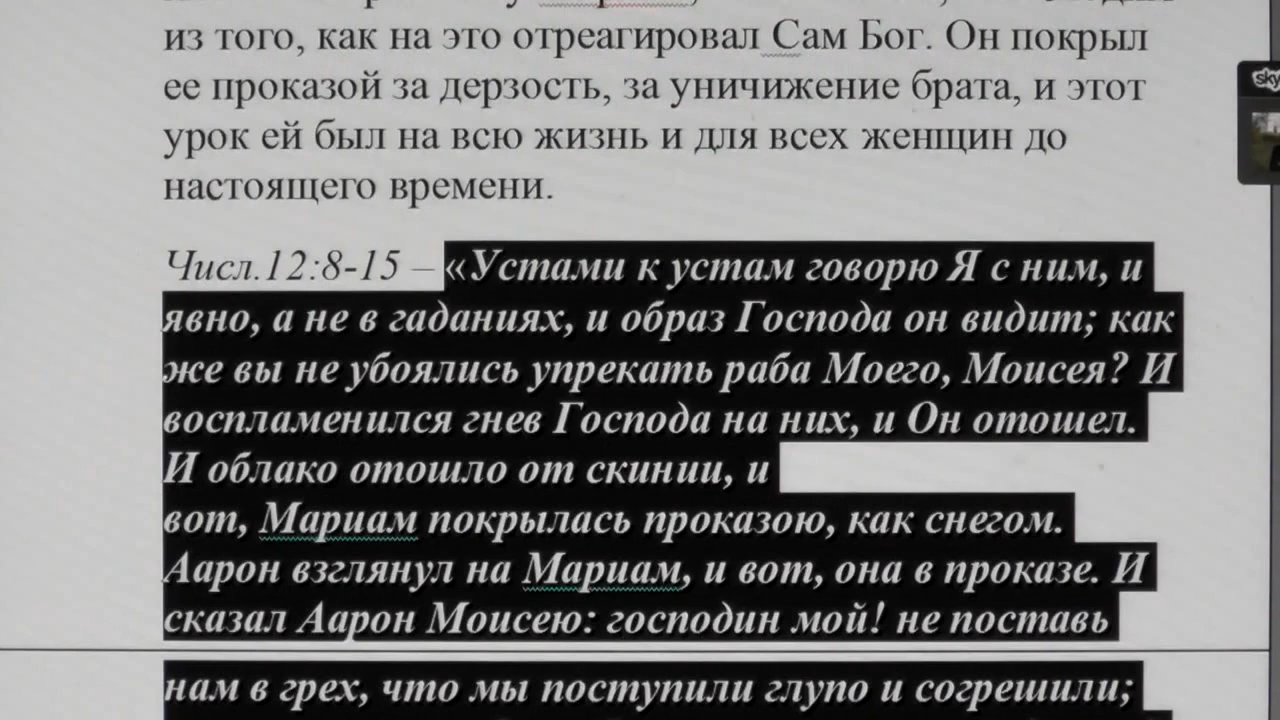 из того, как на это отреагировал Сам Бог. Он покрыл
ее проказой за дерзость, за уничижение брата, и этот
урок ей был на всю жизнь и для всех женщин до
настоящего времени.
Числ.12:8-15 – «Устами к устам говорю Я с ним, и
явно, а не в гаданиях, и образ Господа он видит; как
же вы не убоялись упрекать раба Моего, Моисея? И
воспламенился гнев Господа на них, и Он отошел.
И облако отошло от скинии, и
вот, Мариам покрылась проказою, как снегом.
Аарон взглянул на Мариам, и вот, она в проказе. И
сказал Аарон Моисею: господин мой! не поставь
нам в грех, что мы поступили глупо и согрешили;
sky